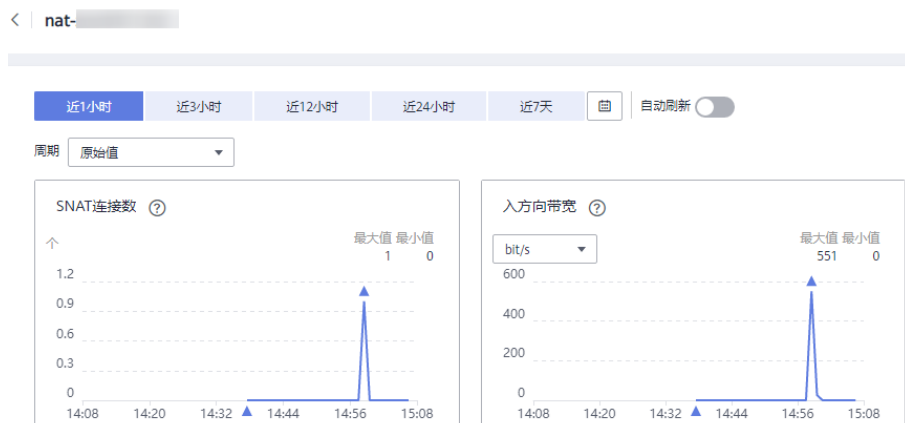 nat-
近1小时 近3小时 近12小时 近24小时 近7天 自动刷新
周期 原始值
SNAT连接数 ?
个
最大值 最小值
1 0
1.2
0.9
0.6
0.3
0
14:08 14:20 14:32 14:44 14:56 15:08
入方向带宽 ?
bit/s
最大值 最小值
551 0
600
400
200
0
14:08 14:20 14:32 14:44 14:56 15:08